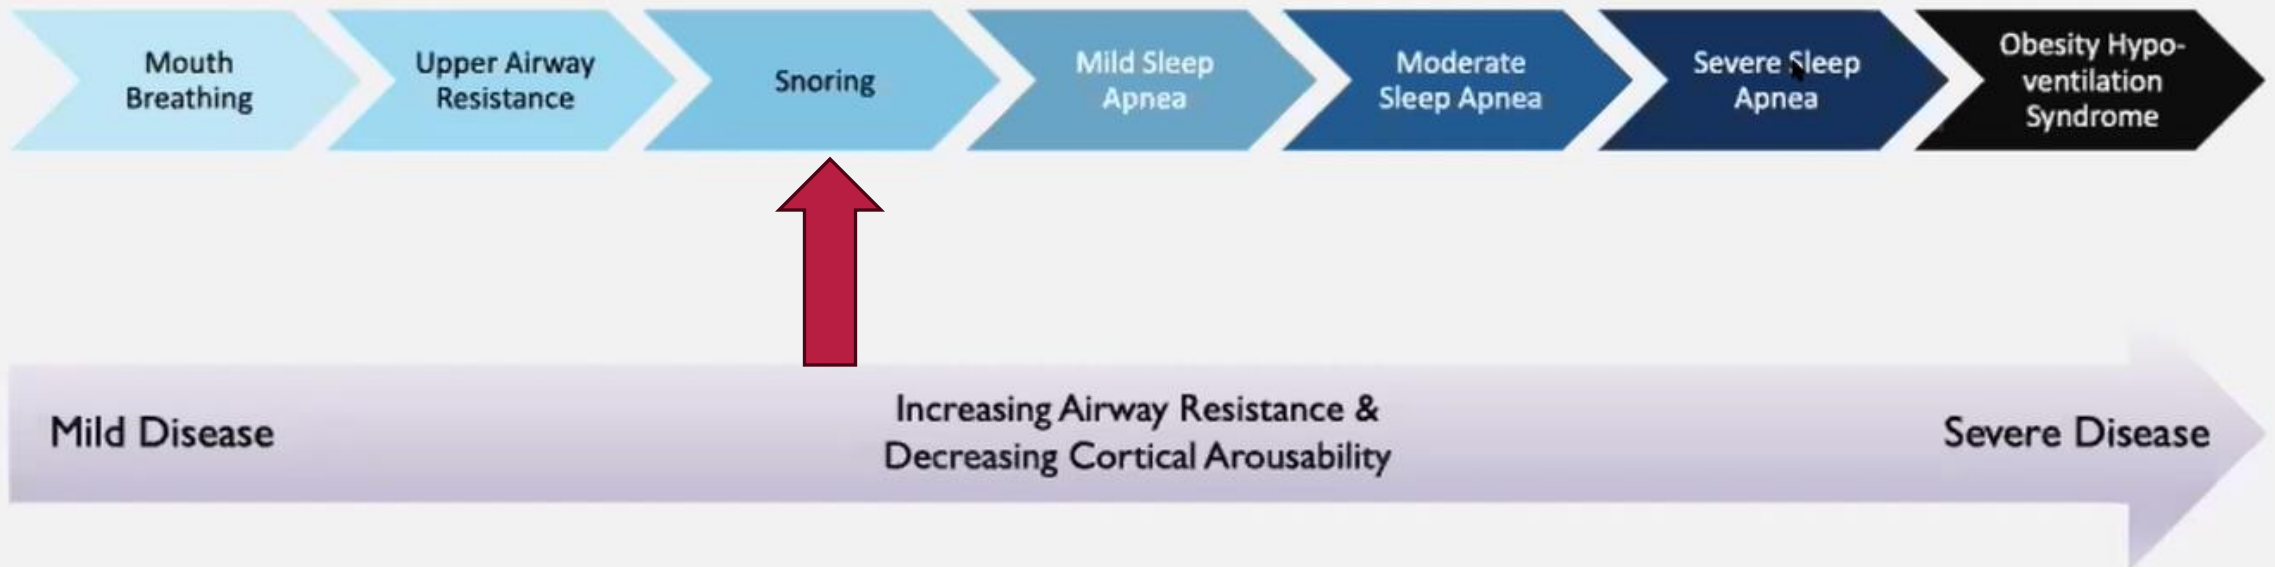 Mouth
Breathing
Upper Airway
Resistance
Snoring
Mild Sleep
Apnea
Moderate
Sleep Apnea
Severe Sleep
Apnea
Obesity Hypo-
ventilation
Syndrome
Mild Disease
Increasing Airway Resistance &
Decreasing Cortical Arousability
Severe Disease